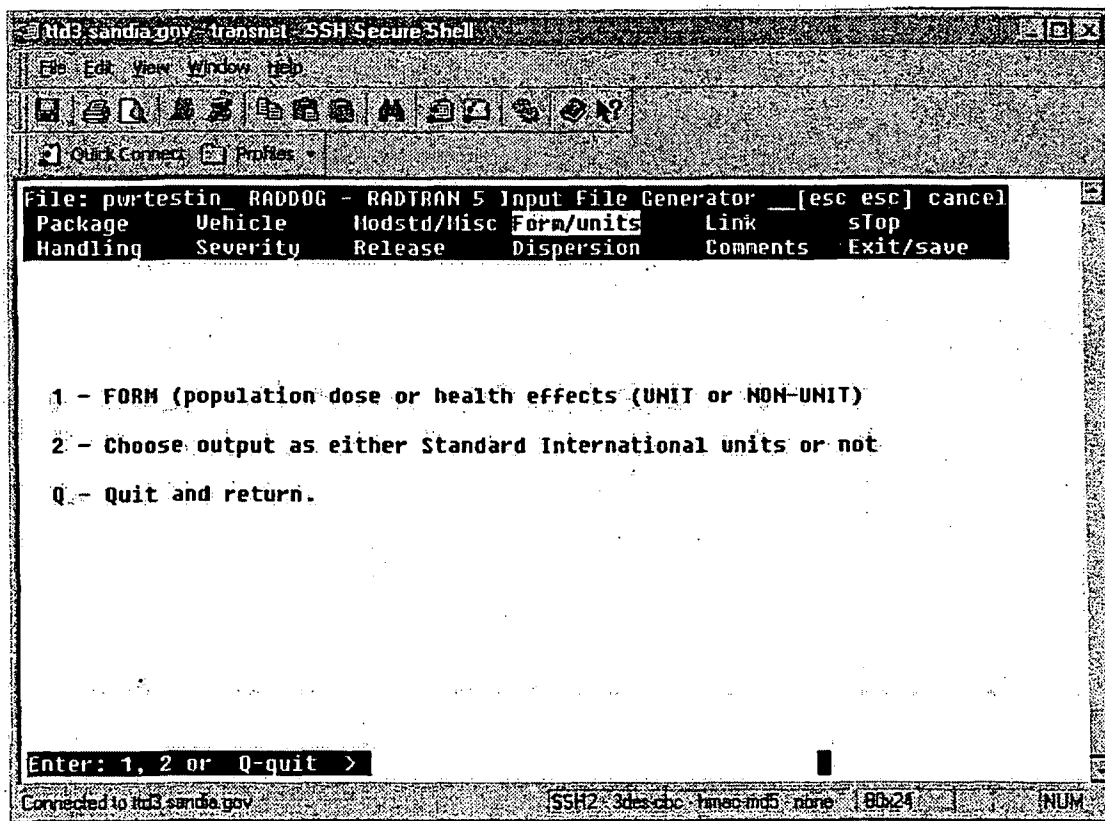 ttd3.sandia.gov - transnet - SSH Secure Shell
File Edit View Window Help
Quick Connect Profiles
File: pwrtestin_ RADDOG - RADTRAN 5 Input File Generator __[esc esc] cancel
Package Vehicle Modstd/Misc Form/units Link sTop
Handling Severity Release Dispersion Comments Exit/save
1 - FORM (population dose or health effects (UNIT or NON-UNIT)
2 - Choose output as either Standard International units or not
Q - Quit and return.
Enter: 1, 2 or Q-quit >
Connected to ttd3.sandia.gov SSH2 - 3des-cbc - hmac-md5 - none 80x24 NUM